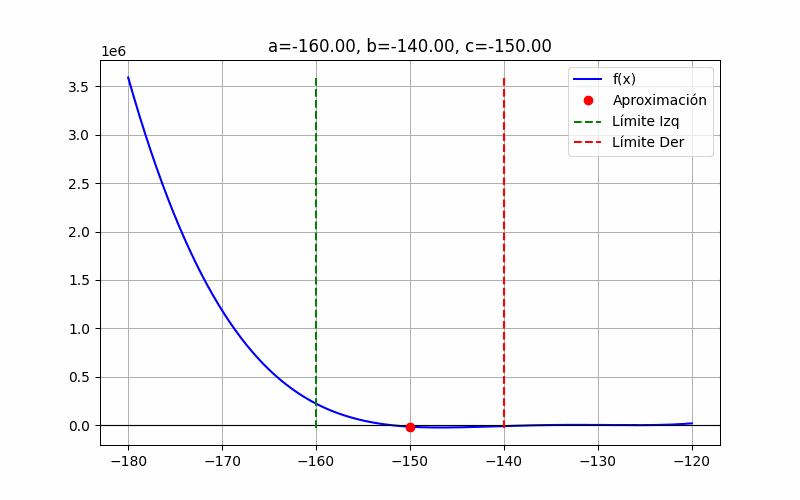 a=-160.00, b=-140.00, c=-150.00
1e6
f(x)
Aproximación
Límite Izq
Límite Der
3.5
3.0
2.5
2.0
1.5
1.0
0.5
0.0
−180 −170 −160 −150 −140 −130 −120